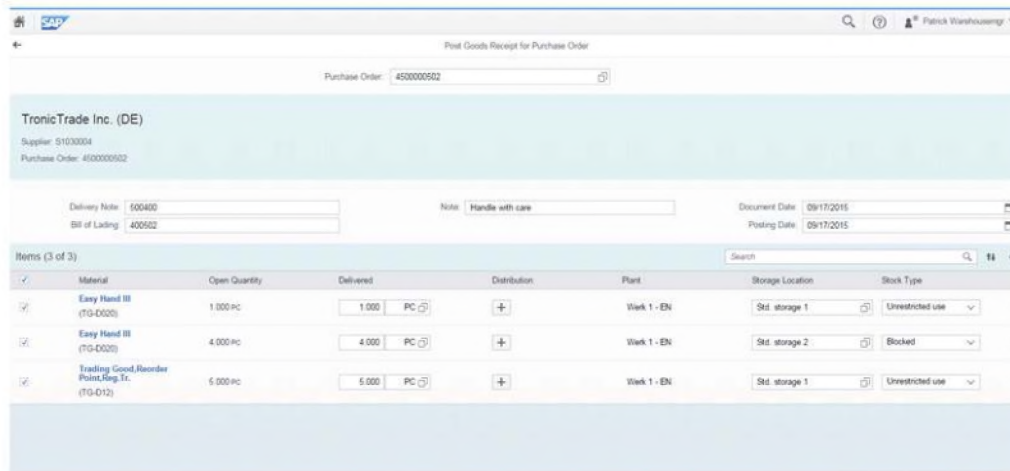 SAP Patrick Warehousemgr
Post Goods Receipt for Purchase Order
Purchase Order: 4500000502
TronicTrade Inc. (DE)
Supplier: S1030004
Purchase Order: 4500000502
Delivery Note: 500400 Note: Handle with care Document Date: 09/17/2015
Bill of Lading: 400502 Posting Date: 09/17/2015
Items (3 of 3) Search
Material Open Quantity Delivered Distribution Plant Storage Location Stock Type
Easy Hand III
(TG-D020) 1.000 PC 1.000 PC Werk 1 - EN Std. storage 1 Unrestricted use
Easy Hand III
(TG-D020) 4.000 PC 4.000 PC Werk 1 - EN Std. storage 2 Blocked
Trading Good,Reorder
Point,Reg.Tr. 5.000 PC 5.000 PC Werk 1 - EN Std. storage 1 Unrestricted use
(TG-D12)